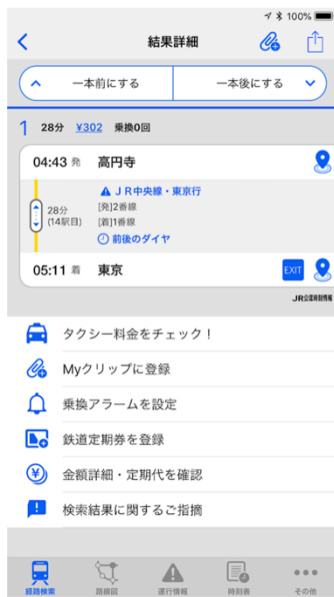 100%
結果詳細
一本前にする 一本後にする
1 28分 ¥302 乗換0回
04:43 発 高円寺
JR中央線・東京行
28分 [発]2番線
(14駅目) [着]1番線
前後のダイヤ
05:11 着 東京 EXIT
JR公認時刻情報
タクシー料金をチェック！
Myクリップに登録
乗換アラームを設定
鉄道定期券を登録
金額詳細・定期代を確認
検索結果に関するご指摘
経路検索 路線図 運行情報 時刻表 その他